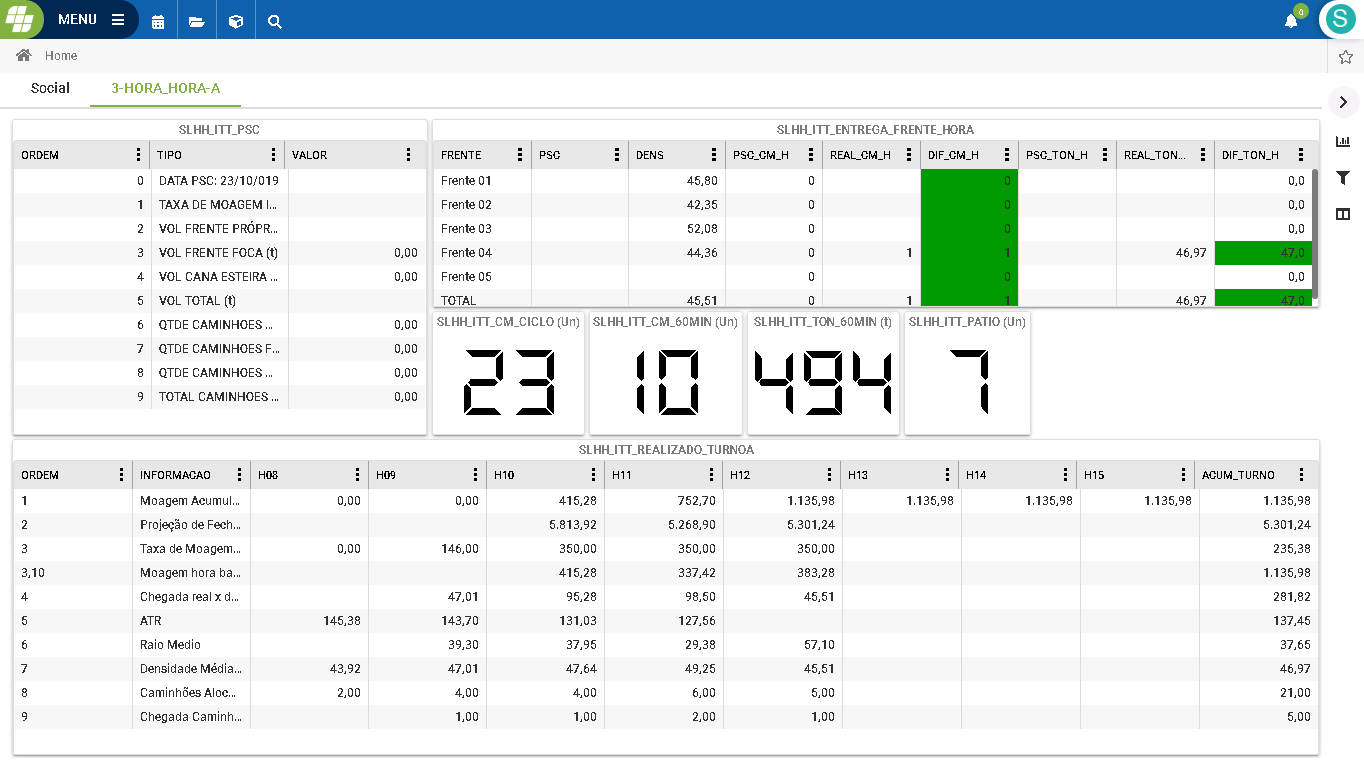 MENU
0
S
Home
Social 3-HORA_HORA-A
SLHH_ITT_PSC
ORDEM TIPO VALOR
0 DATA PSC: 23/10/019
1 TAXA DE MOAGEM I...
2 VOL FRENTE PRÓPR...
3 VOL FRENTE FOCA (t) 0,00
4 VOL CANA ESTEIRA ... 0,00
5 VOL TOTAL (t)
6 QTDE CAMINHOES ... 0,00
7 QTDE CAMINHOES F... 0,00
8 QTDE CAMINHOES ... 0,00
9 TOTAL CAMINHOES ... 0,00
SLHH_ITT_ENTREGA_FRENTE_HORA
FRENTE PSC DENS PSC_CM_H REAL_CM_H DIF_CM_H PSC_TON_H REAL_TON... DIF_TON_H
Frente 01 45,80 0 0 0,0
Frente 02 42,35 0 0 0,0
Frente 03 52,08 0 0 0,0
Frente 04 44,36 0 1 1 46,97 47,0
Frente 05 0 0 0,0
TOTAL 45,51 0 1 1 46,97 47,0
SLHH_ITT_CM_CICLO (Un) SLHH_ITT_CM_60MIN (Un) SLHH_ITT_TON_60MIN (t) SLHH_ITT_PATIO (Un)
23 10 494 7
SLHH_ITT_REALIZADO_TURNOA
ORDEM INFORMACAO H08 H09 H10 H11 H12 H13 H14 H15 ACUM_TURNO
1 Moagem Acumul... 0,00 0,00 415,28 752,70 1.135,98 1.135,98 1.135,98 1.135,98 1.135,98
2 Projeção de Fech... 5.813,92 5.268,90 5.301,24 5.301,24
3 Taxa de Moagem... 0,00 146,00 350,00 350,00 350,00 235,38
3,10 Moagem hora ba... 415,28 337,42 383,28 1.135,98
4 Chegada real x d... 47,01 95,28 98,50 45,51 281,82
5 ATR 145,38 143,70 131,03 127,56 137,45
6 Raio Medio 39,30 37,95 29,38 57,10 37,65
7 Densidade Média... 43,92 47,01 47,64 49,25 45,51 46,97
8 Caminhões Aloc... 2,00 4,00 4,00 6,00 5,00 21,00
9 Chegada Caminh... 1,00 1,00 2,00 1,00 5,00